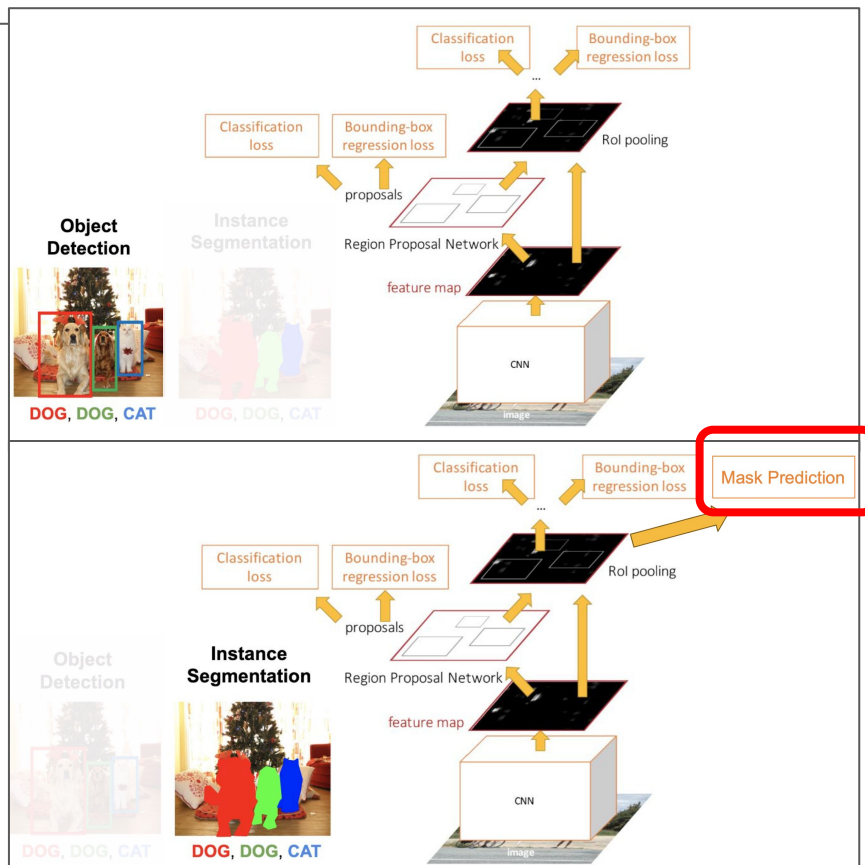 Classification
loss
Bounding-box
regression loss
...
Classification
loss
Bounding-box
regression loss
RoI pooling
proposals
Object
Detection
Instance
Segmentation
Region Proposal Network
feature map
CNN
image
DOG, DOG, CAT
DOG, DOG, CAT
Classification
loss
Bounding-box
regression loss
Mask Prediction
...
Classification
loss
Bounding-box
regression loss
RoI pooling
proposals
Object
Detection
Instance
Segmentation
Region Proposal Network
feature map
CNN
image
DOG, DOG, CAT
DOG, DOG, CAT